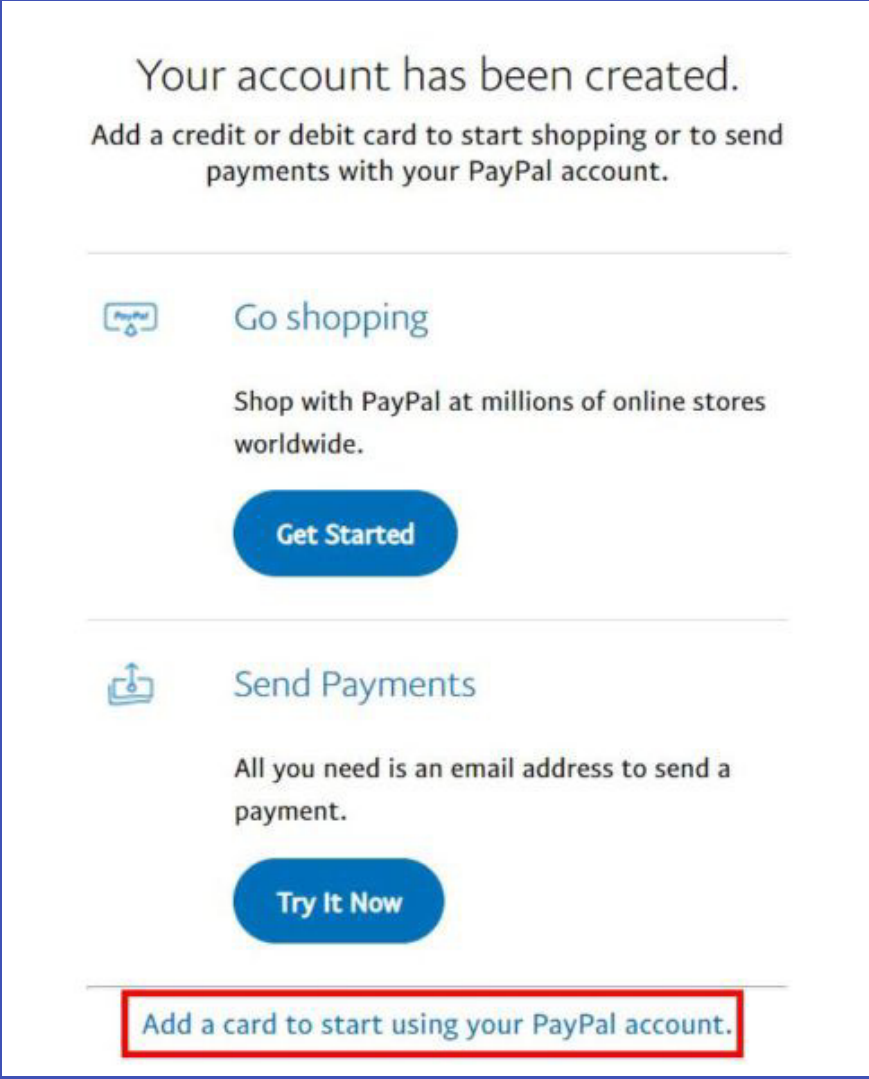 Your account has been created.
Add a credit or debit card to start shopping or to send
payments with your PayPal account.
PayPal
Go shopping
Shop with PayPal at millions of online stores
worldwide.
Get Started
Send Payments
All you need is an email address to send a
payment.
Try It Now
Add a card to start using your PayPal account.